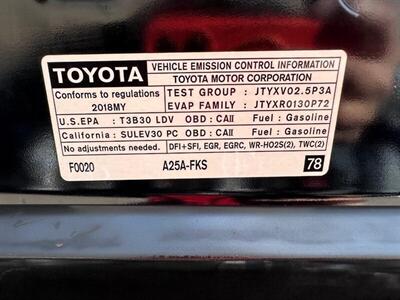 TOYOTA
VEHICLE EMISSION CONTROL INFORMATION
TOYOTA MOTOR CORPORATION
Conforms to regulations
2018MY
TEST GROUP : JTYXV02.5P3A
EVAP FAMILY : JTYXR0130P72
U.S.EPA : T3B30 LDV OBD : CAII Fuel : Gasoline
California : SULEV30 PC OBD : CAII Fuel : Gasoline
No adjustments needed. DFI+SFI, EGR, EGRC, WR-HO2S(2), TWC(2)
F0020 A25A-FKS 78